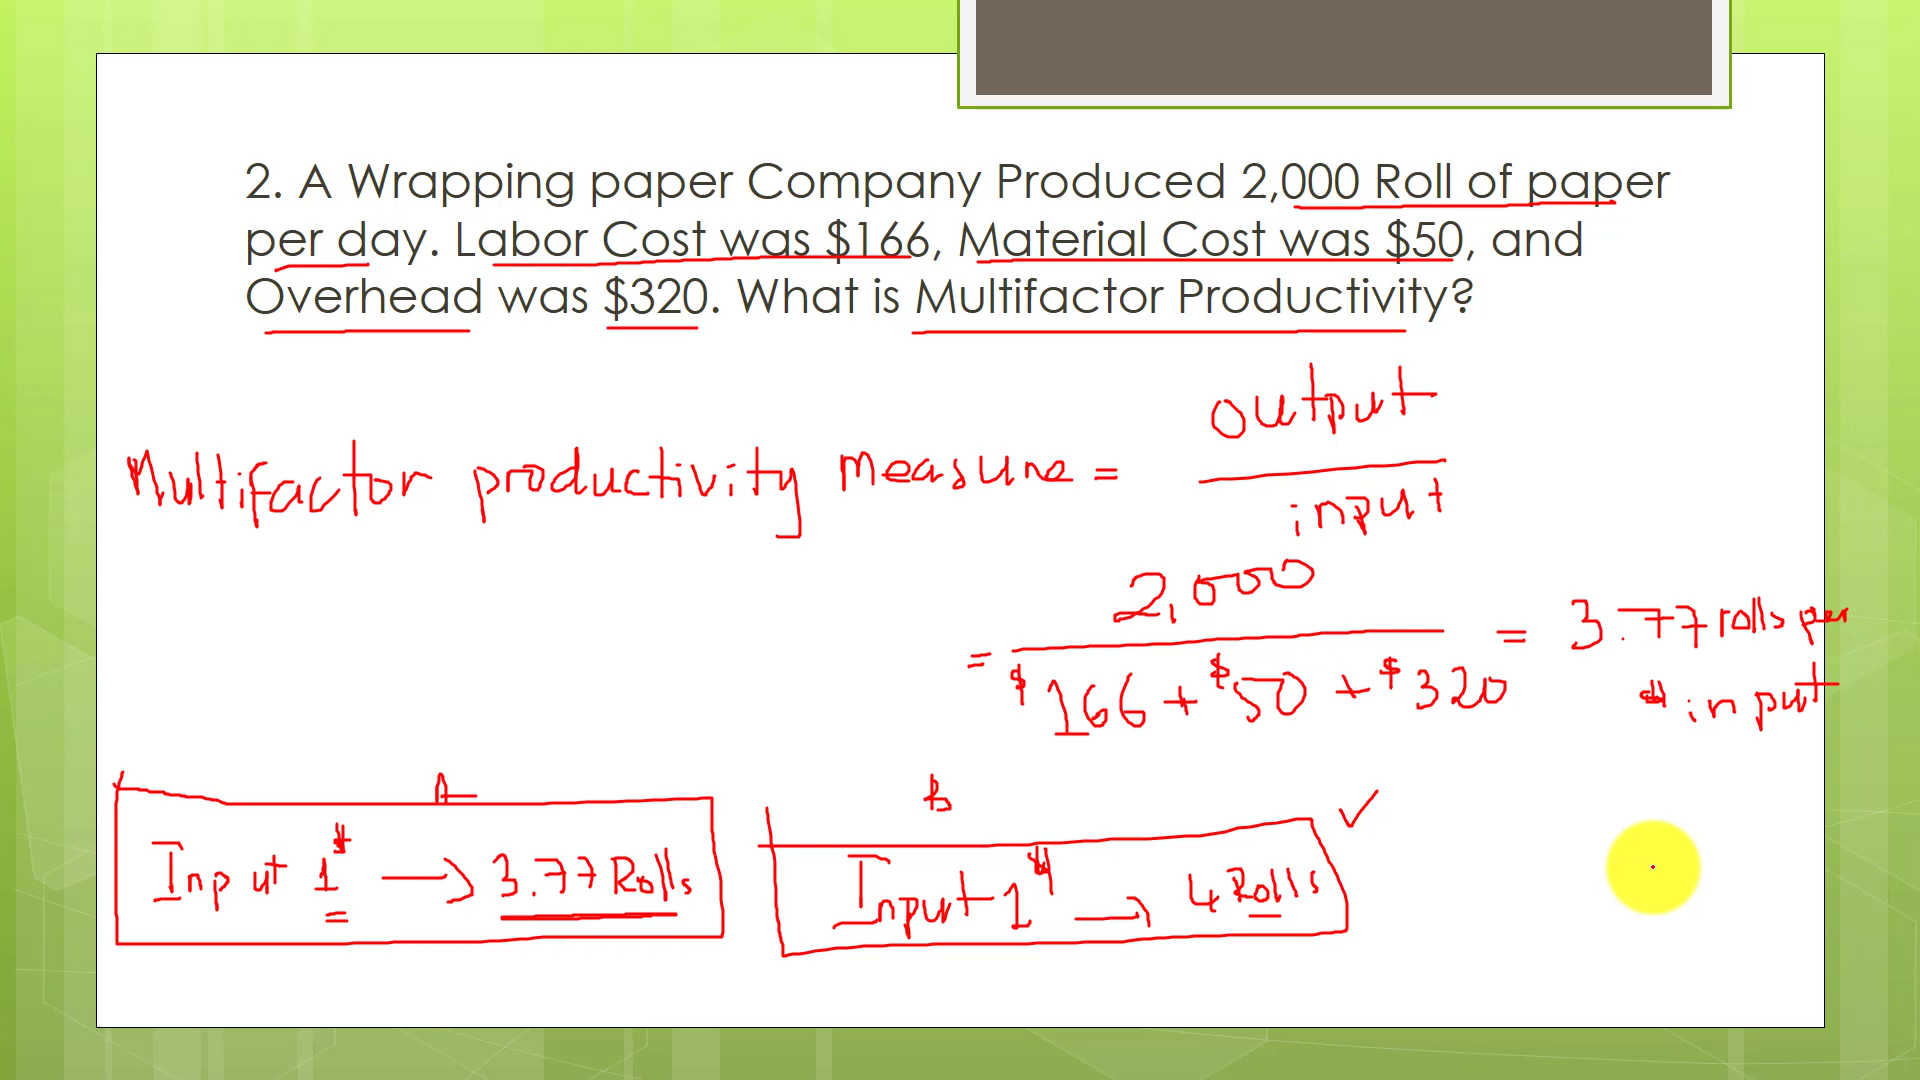 2. A Wrapping paper Company Produced 2,000 Roll of paper
per day. Labor Cost was $166, Material Cost was $50, and
Overhead was $320. What is Multifactor Productivity?
Multifactor productivity measure = output
input
2,000
= $166 + $50 + $320 = 3.77 rolls per
$ input
A
Input 1$ → 3.77 Rolls
B
Input 1$ → 4 Rolls ✓